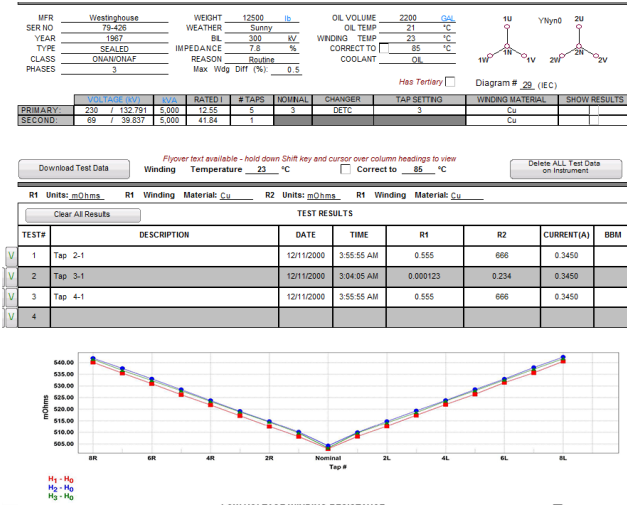 MFR Westinghouse WEIGHT 12500 lb OIL VOLUME 2200 GAL 1U YNyn0 2U
SER NO 79-426 WEATHER Sunny OIL TEMP 21 °C
YEAR 1967 BIL 300 kV WINDING TEMP 23 °C
TYPE SEALED IMPEDANCE 7.8 % CORRECT TO 85 °C 1N 2N
CLASS ONAN/ONAF REASON Routine COOLANT OIL 1W 1V 2W 2V
PHASES 3 Max Wdg Diff (%): 0.5
Has Tertiary Diagram # 29 (IEC)
VOLTAGE (kV) kVA RATED I # TAPS NOMINAL CHANGER TAP SETTING WINDING MATERIAL SHOW RESULTS
PRIMARY: 230 / 132.791 5,000 12.55 5 3 DETC 3 Cu
SECOND: 69 / 39.837 5,000 41.84 1 Cu
Flyover text available - hold down Shift key and cursor over column headings to view
Download Test Data Winding Temperature 23 °C Correct to 85 °C Delete ALL Test Data
on Instrument
R1 Units: mOhms R1 Winding Material: Cu R2 Units: mOhms R1 Winding Material: Cu
Clear All Results TEST RESULTS
TEST# DESCRIPTION DATE TIME R1 R2 CURRENT(A) BBM
V 1 Tap 2-1 12/11/2000 3:55:55 AM 0.555 666 0.3450
V 2 Tap 3-1 12/11/2000 3:04:05 AM 0.000123 0.234 0.3450
V 3 Tap 4-1 12/11/2000 3:55:55 AM 0.555 666 0.3450
V 4
540.00
535.00
530.00
525.00
520.00
515.00
510.00
505.00
mOhms
8R 6R 4R 2R Nominal 2L 4L 6L 8L
Tap #
H1 - H0
H2 - H0
H3 - H0